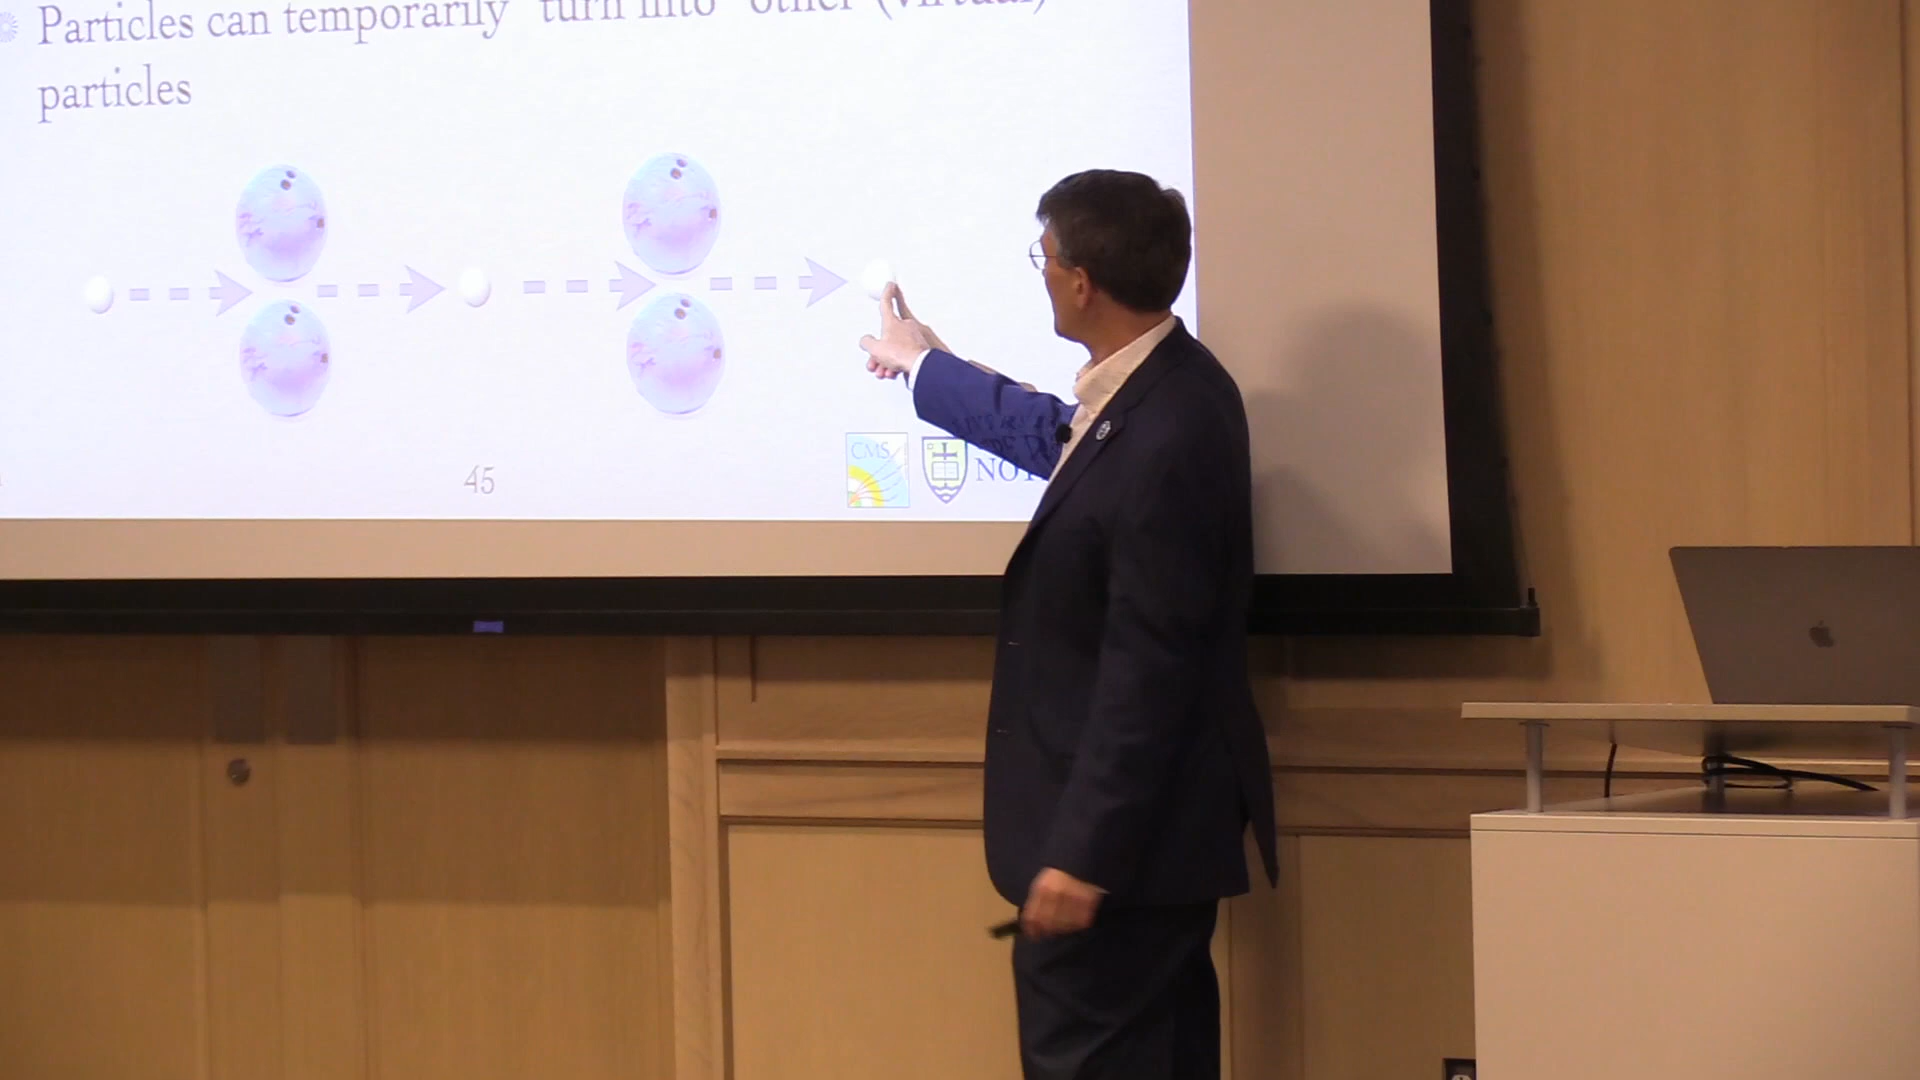 Particles can temporarily "turn into" other (virtual)
particles
45
CMS